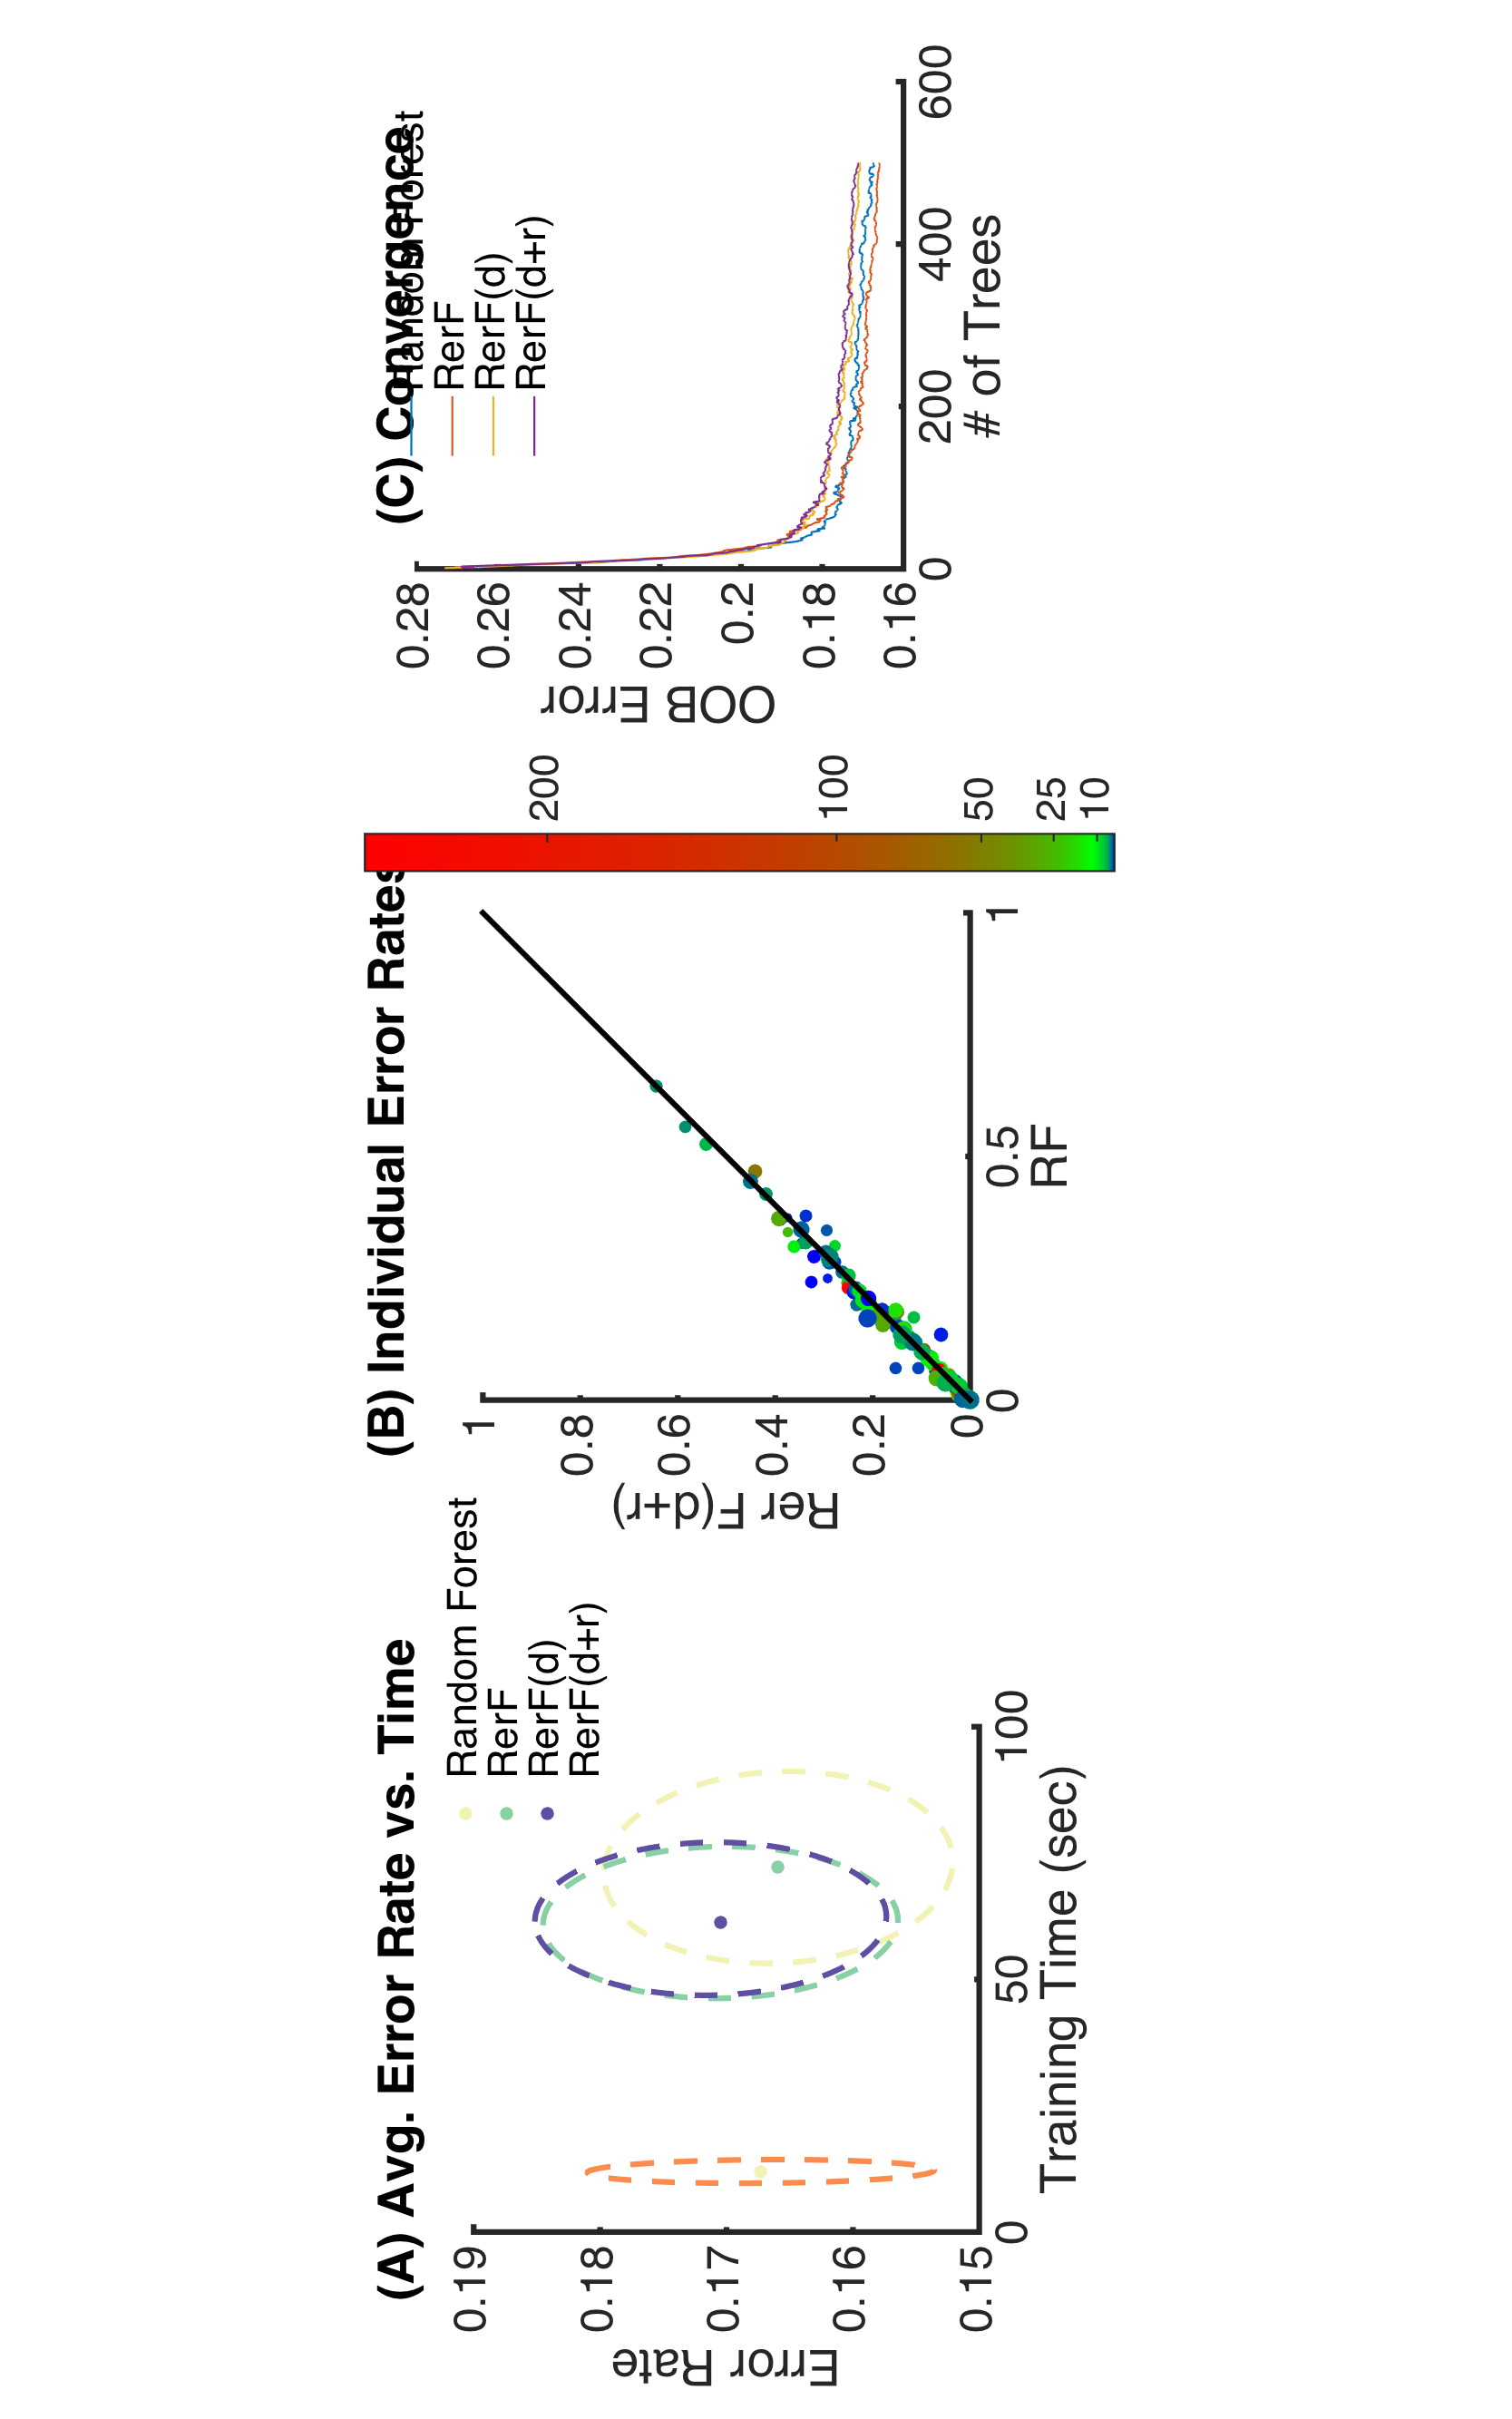 (A) Avg. Error Rate vs. Time
Error Rate
0.19
0.18
0.17
0.16
0.15
0
50
100
Training Time (sec)
Random Forest
RerF
RerF(d)
RerF(d+r)
(B) Individual Error Rates
Rer F(d+r)
1
0.8
0.6
0.4
0.2
0
0
0.5
1
RF
200
100
50
25
10
(C) Convergence
OOB Error
0.28
0.26
0.24
0.22
0.2
0.18
0.16
0
200
400
600
# of Trees
Random Forest
RerF
RerF(d)
RerF(d+r)